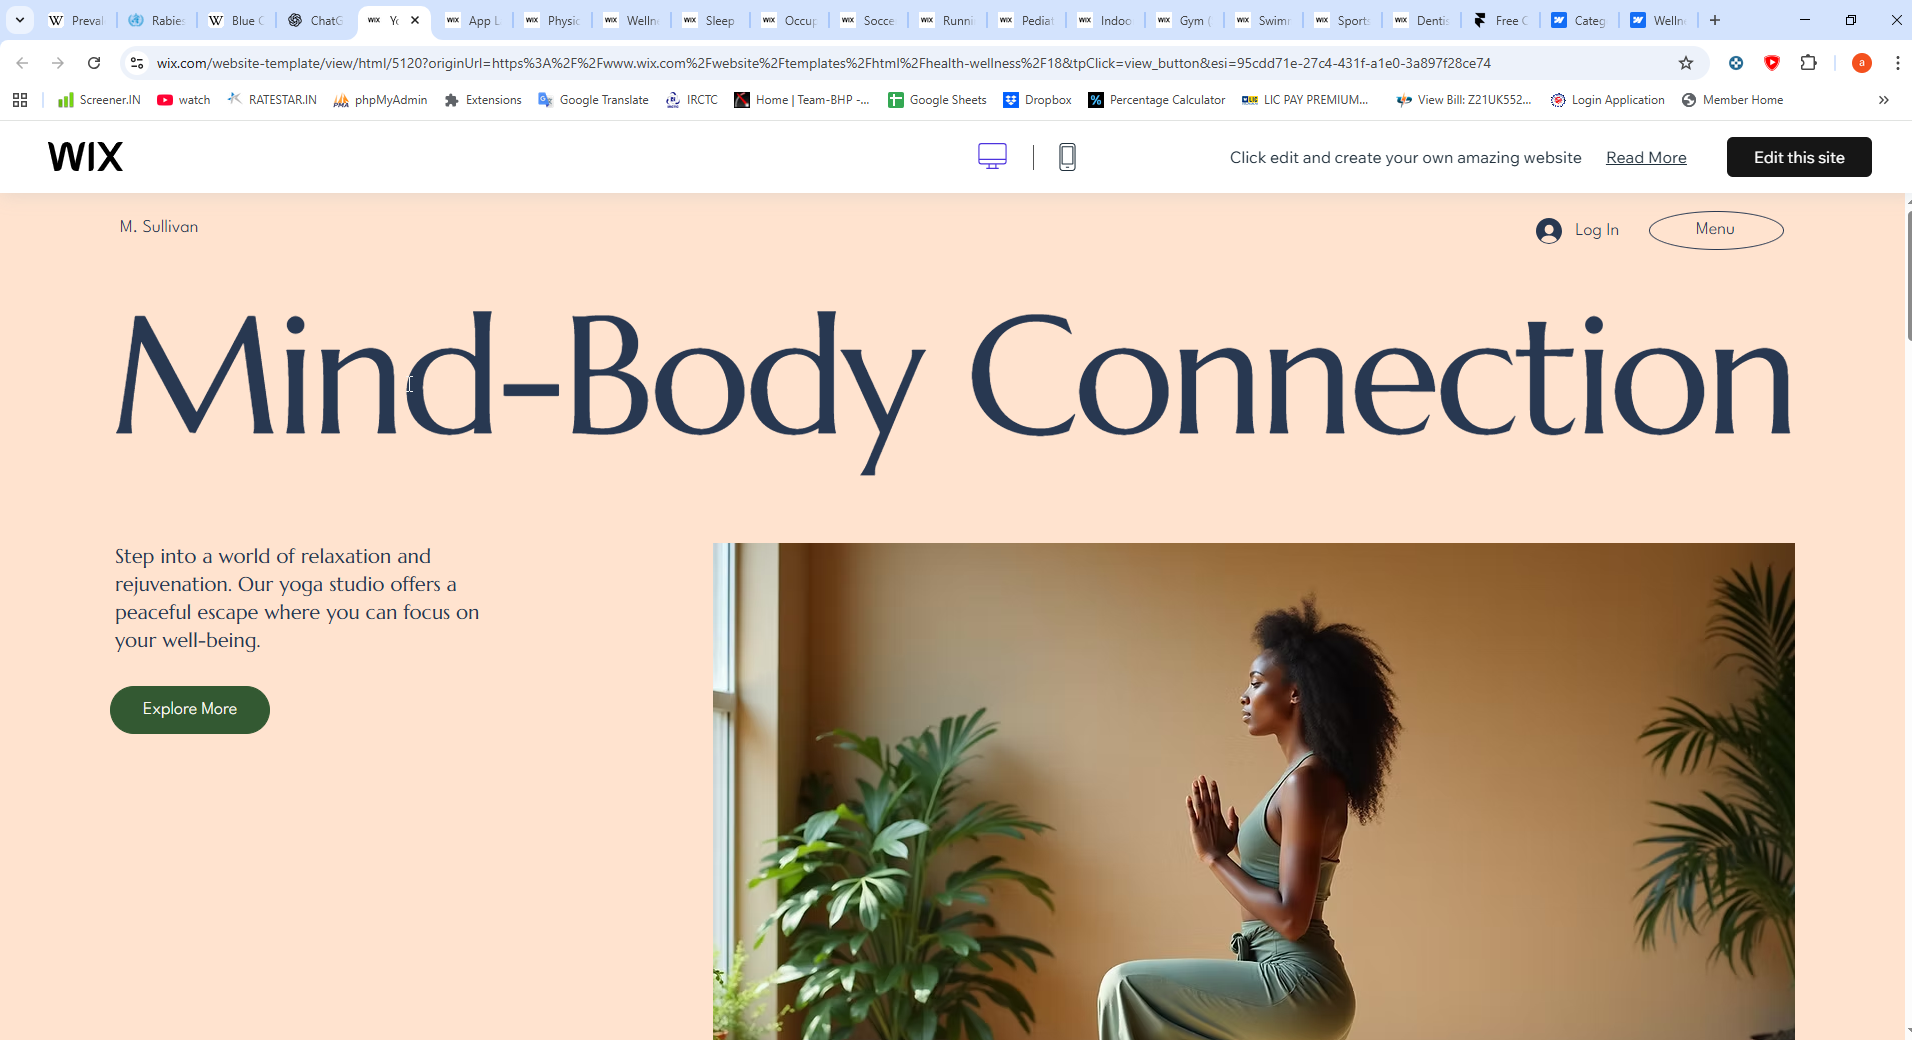 Preval
Rabies
Blue C
ChatG
Yo
App L
Physic
Wellne
Sleep
Occup
Soccer
Runni
Pediat
Indoo
Gym (
Swimr
Sports
Dentis
Free C
Categ
Wellne
wix.com/website-template/view/html/5120?originUrl=https%3A%2F%2Fwww.wix.com%2Fwebsite%2Ftemplates%2Fhtml%2Fhealth-wellness%2F18&tpClick=view_button&esi=95cdd71e-27c4-431f-a1e0-3a897f28ce74
a
Screener.IN
watch
RATESTAR.IN
phpMyAdmin
Extensions
Google Translate
IRCTC
Home | Team-BHP -...
Google Sheets
Dropbox
Percentage Calculator
LIC PAY PREMIUM...
View Bill: Z21UK552...
Login Application
Member Home
WIX
Click edit and create your own amazing website
Read More
Edit this site
M. Sullivan
Log In
Menu
Mind-Body Connection
Step into a world of relaxation and
rejuvenation. Our yoga studio offers a
peaceful escape where you can focus on
your well-being.
Explore More